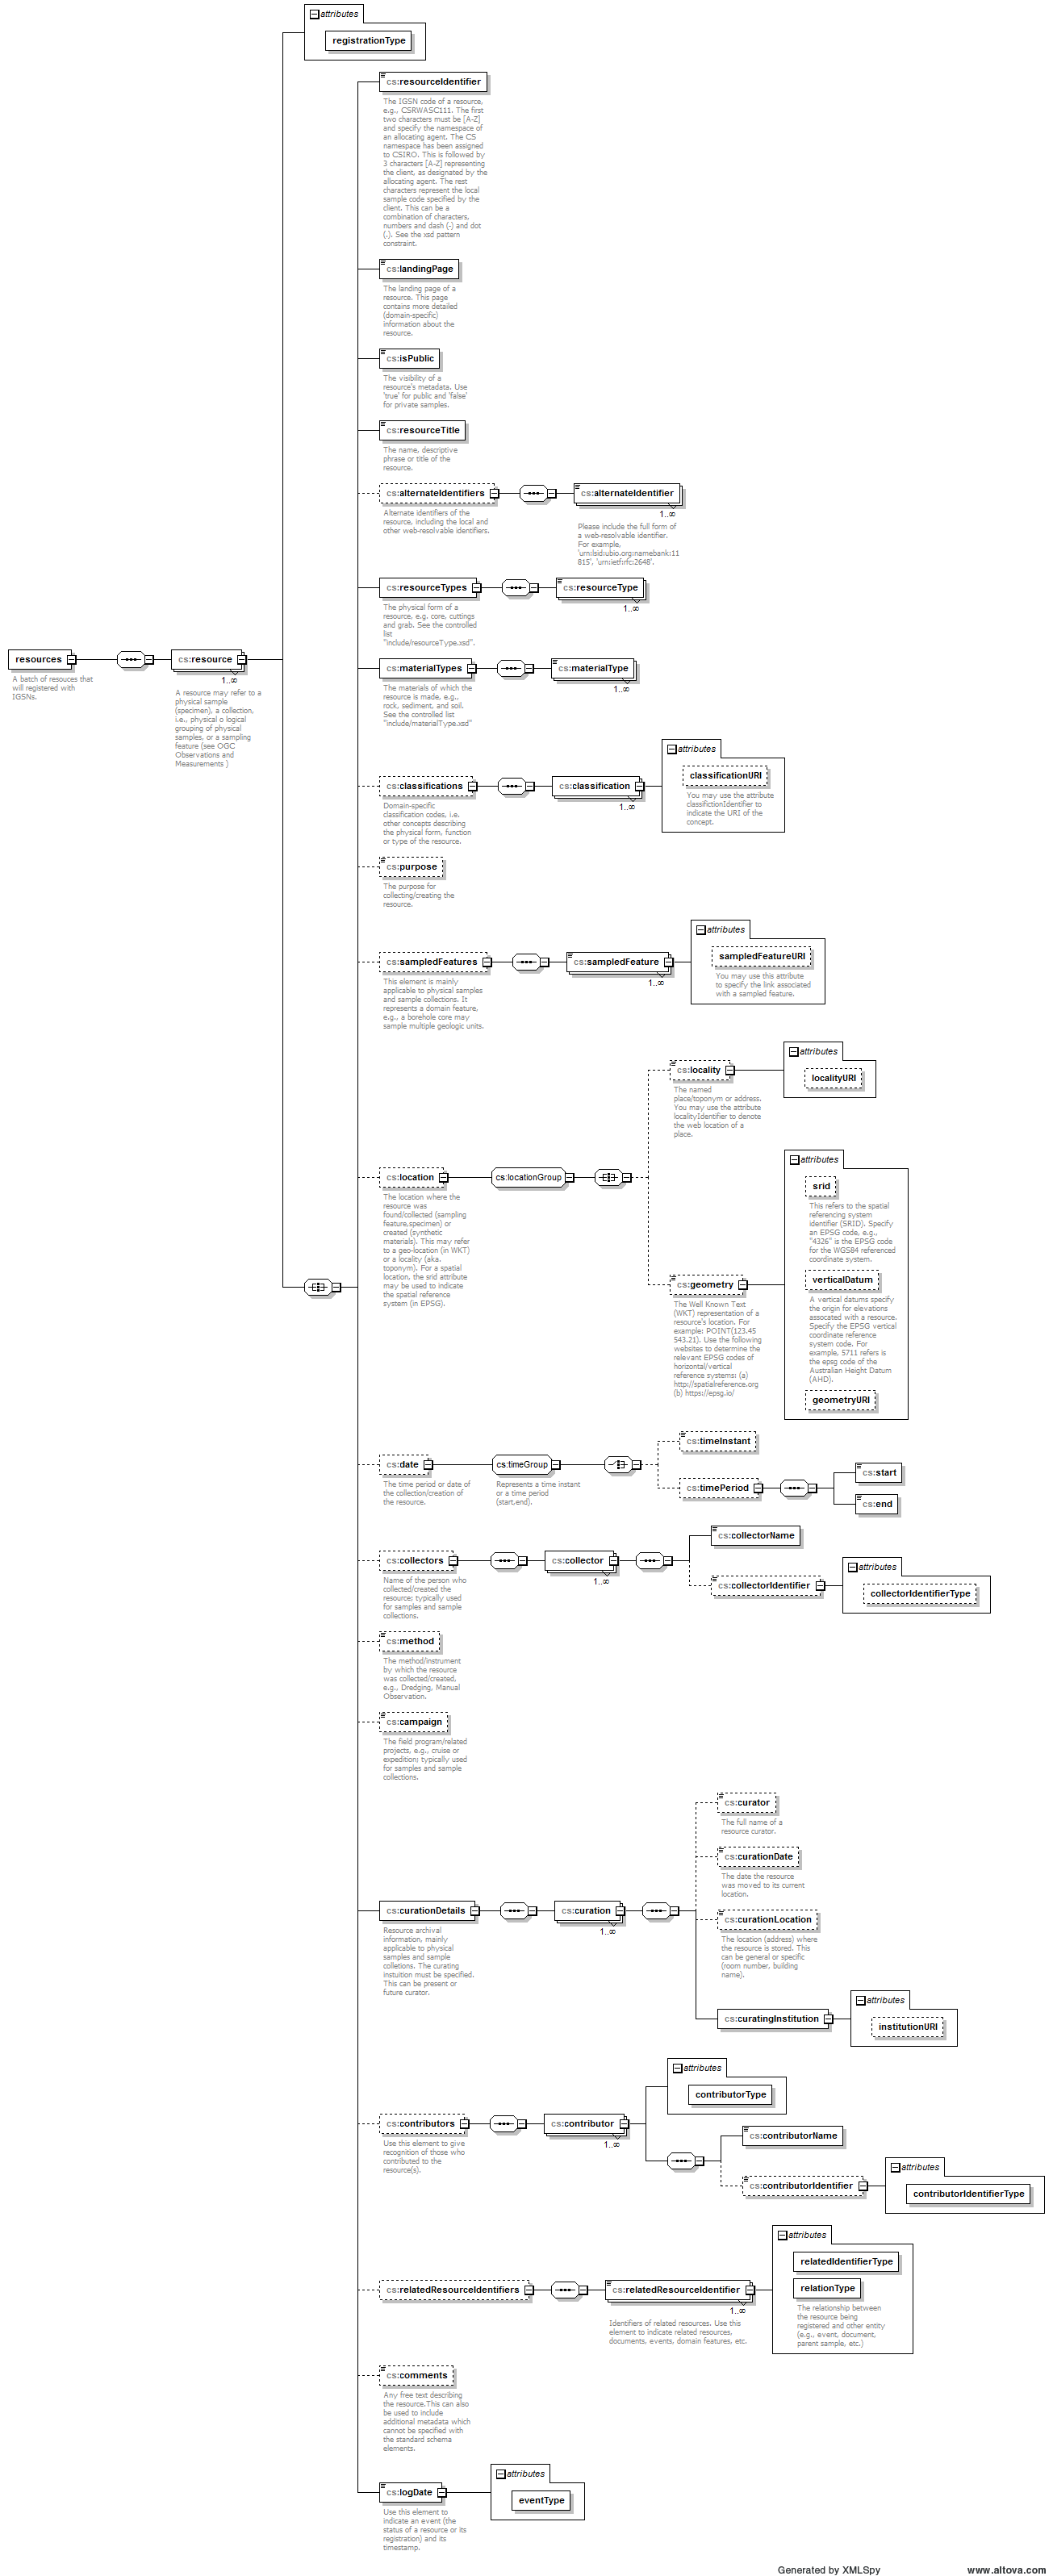 attributes
registrationType
cs:resourceIdentifier
The IGSN code of a resource,
e.g., CSRWASC111. The first
two characters must be [A-Z]
and specify the namespace of
an allocating agent. The CS
namespace has been assigned
to CSIRO. This is followed by
3 characters [A-Z] representing
the client, as designated by the
allocating agent. The rest
characters represent the local
sample code specified by the
client. This can be a
combination of characters,
numbers and dash (-) and dot
(.). See the xsd pattern
constraint.
cs:landingPage
The landing page of a
resource. This page
contains more detailed
(domain-specific)
information about the
resource.
cs:isPublic
The visibility of a
resource's metadata. Use
'true' for public and 'false'
for private samples.
cs:resourceTitle
The name, descriptive
phrase or title of the
resource.
cs:alternateIdentifiers
Alternate identifiers of the
resource, including the local and
other web-resolvable identifiers.
cs:alternateIdentifier
1..∞
Please include the full form of
a web-resolvable identifier.
For example,
'urn:lsid:ubio.org:namebank:11
815', 'urn:ietf:rfc:2648'.
cs:resourceTypes
The physical form of a
resource, e.g. core, cuttings
and grab. See the controlled
list
"include/resourceType.xsd".
cs:resourceType
1..∞
resources
A batch of resouces that
will registered with
IGSNs.
cs:resource
1..∞
A resource may refer to a
physical sample
(specimen), a collection,
i.e., physical o logical
grouping of physical
samples, or a sampling
feature (see OGC
Observations and
Measurements )
cs:materialTypes
The materials of which the
resource is made, e.g.,
rock, sediment, and soil.
See the controlled list
"include/materialType.xsd"
cs:materialType
1..∞
cs:classifications
Domain-specific
classification codes, i.e.
other concepts describing
the physical form, function
or type of the resource.
cs:classification
1..∞
attributes
classificationURI
You may use the attribute
classifictionIdentifier to
indicate the URI of the
concept.
cs:purpose
The purpose for
collecting/creating the
resource.
cs:sampledFeatures
This element is mainly
applicable to physical samples
and sample collections. It
represents a domain feature,
e.g., a borehole core may
sample multiple geologic units.
cs:sampledFeature
1..∞
attributes
sampledFeatureURI
You may use this attribute
to specify the link associated
with a sampled feature.
cs:location
The location where the
resource was
found/collected (sampling
feature,specimen) or
created (synthetic
materials). This may refer
to a geo-location (in WKT)
or a locality (aka.
toponym). For a spatial
location, the srid attribute
may be used to indicate
the spatial reference
system (in EPSG).
cs:locationGroup
cs:locality
The named
place/toponym or address.
You may use the attribute
localityIdentifier to denote
the web location of a
place.
attributes
localityURI
cs:geometry
The Well Known Text
(WKT) representation of a
resource's location. For
example: POINT(123.45
543.21). Use the following
websites to determine the
relevant EPSG codes of
horizontal/vertical
reference systems: (a)
http://spatialreference.org
(b) https://epsg.io/
attributes
srid
This refers to the spatial
referencing system
identifier (SRID). Specify
an EPSG code, e.g.,
"4326" is the EPSG code
for the WGS84 referenced
coordinate system.
verticalDatum
A vertical datums specify
the origin for elevations
assocated with a resource.
Specify the EPSG vertical
coordinate reference
system code. For
example, 5711 refers is
the epsg code of the
Australian Height Datum
(AHD).
geometryURI
cs:date
The time period or date of
the collection/creation of
the resource.
cs:timeGroup
Represents a time instant
or a time period
(start,end).
cs:timeInstant
cs:timePeriod
cs:start
cs:end
cs:collectors
Name of the person who
collected/created the
resource; typically used
for samples and sample
collections.
cs:collector
1..∞
cs:collectorName
cs:collectorIdentifier
attributes
collectorIdentifierType
cs:method
The method/instrument
by which the resource
was collected/created,
e.g., Dredging, Manual
Observation.
cs:campaign
The field program/related
projects, e.g., cruise or
expedition; typically used
for samples and sample
collections.
cs:curationDetails
Resource archival
information, mainly
applicable to physical
samples and sample
colletions. The curating
instuition must be specified.
This can be present or
future curator.
cs:curation
1..∞
cs:curator
The full name of a
resource curator.
cs:curationDate
The date the resource
was moved to its current
location.
cs:curationLocation
The location (address) where
the resource is stored. This
can be general or specific
(room number, building
name).
cs:curatingInstitution
attributes
institutionURI
cs:contributors
Use this element to give
recognition of those who
contributed to the
resource(s).
cs:contributor
1..∞
attributes
contributorType
cs:contributorName
cs:contributorIdentifier
attributes
contributorIdentifierType
cs:relatedResourceIdentifiers
cs:relatedResourceIdentifier
1..∞
Identifiers of related resources. Use this
element to indicate related resources,
documents, events, domain features, etc.
attributes
relatedIdentifierType
relationType
The relationship between
the resource being
registered and other entity
(e.g., event, document,
parent sample, etc.)
cs:comments
Any free text describing
the resource.This can also
be used to include
additional metadata which
cannot be specified with
the standard schema
elements.
cs:logDate
Use this element to
indicate an event (the
status of a resource or its
registration) and its
timestamp.
attributes
eventType
Generated by XMLSpy
www.altova.com